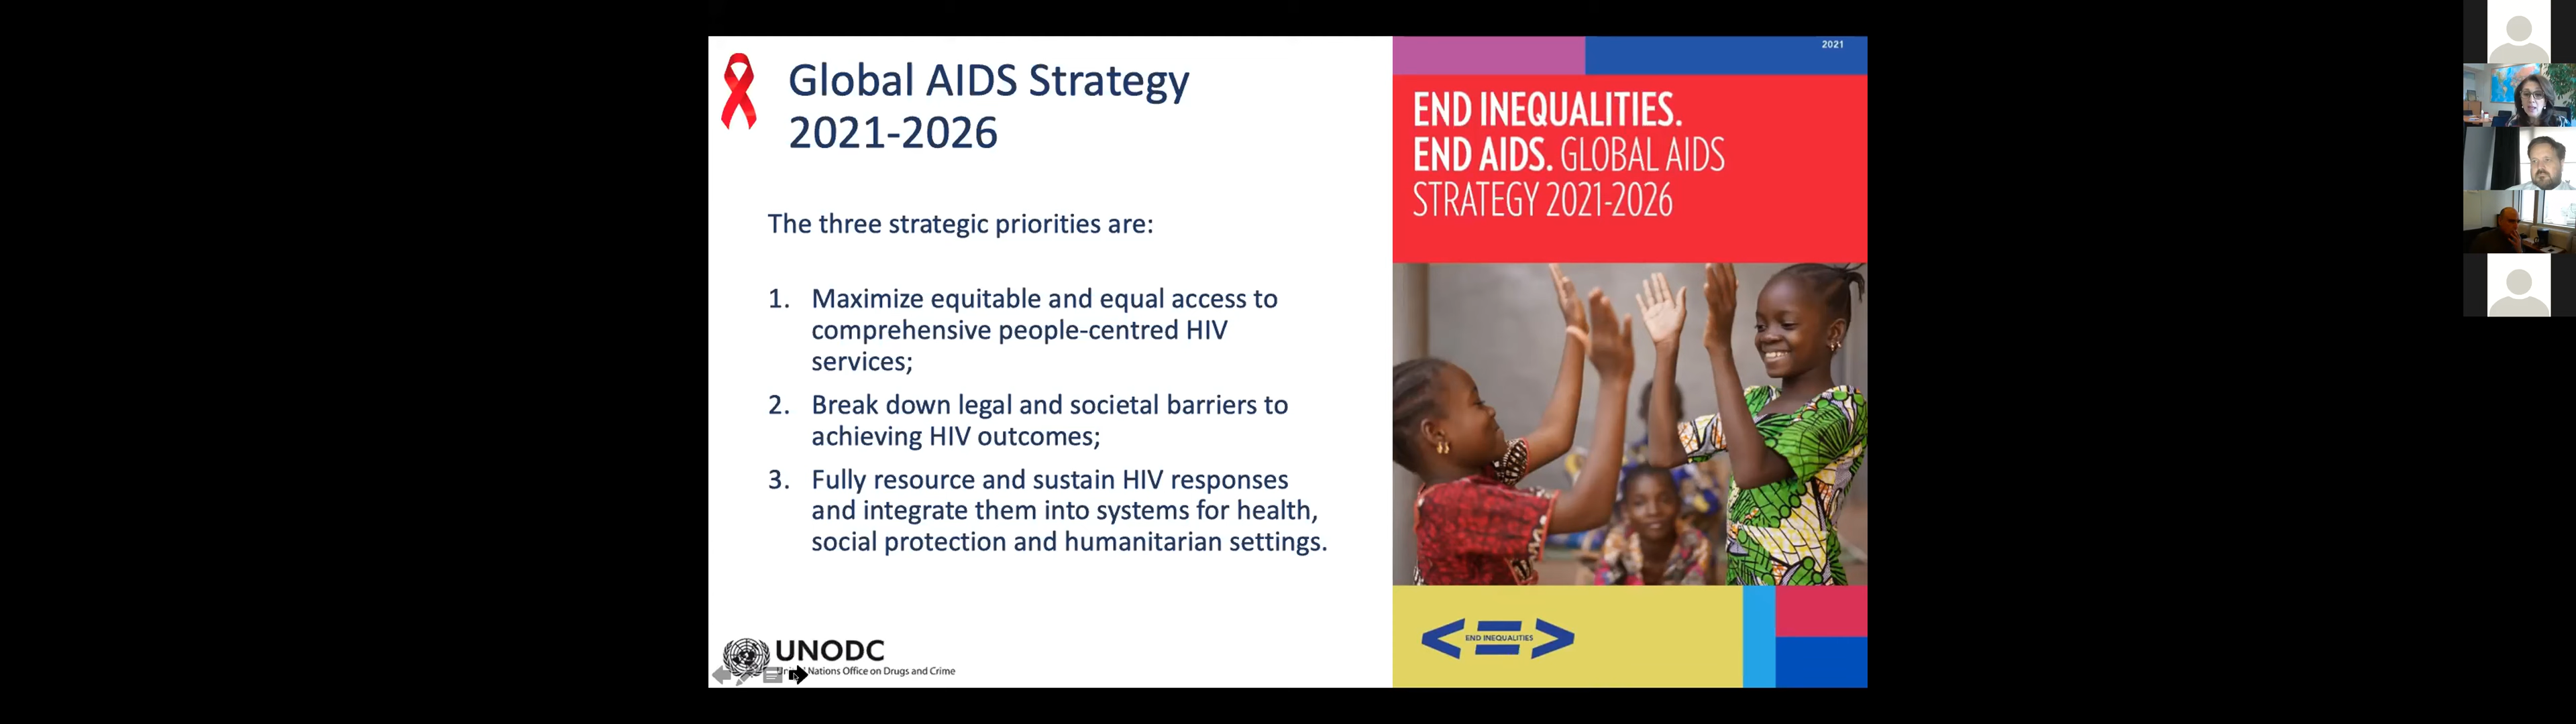 Global AIDS Strategy
2021-2026
The three strategic priorities are:
1. Maximize equitable and equal access to
comprehensive people-centred HIV
services;
2. Break down legal and societal barriers to
achieving HIV outcomes;
3. Fully resource and sustain HIV responses
and integrate them into systems for health,
social protection and humanitarian settings.
UNODC
Nations Office on Drugs and Crime
2021
END INEQUALITIES.
END AIDS. GLOBAL AIDS
STRATEGY 2021-2026
END INEQUALITIES